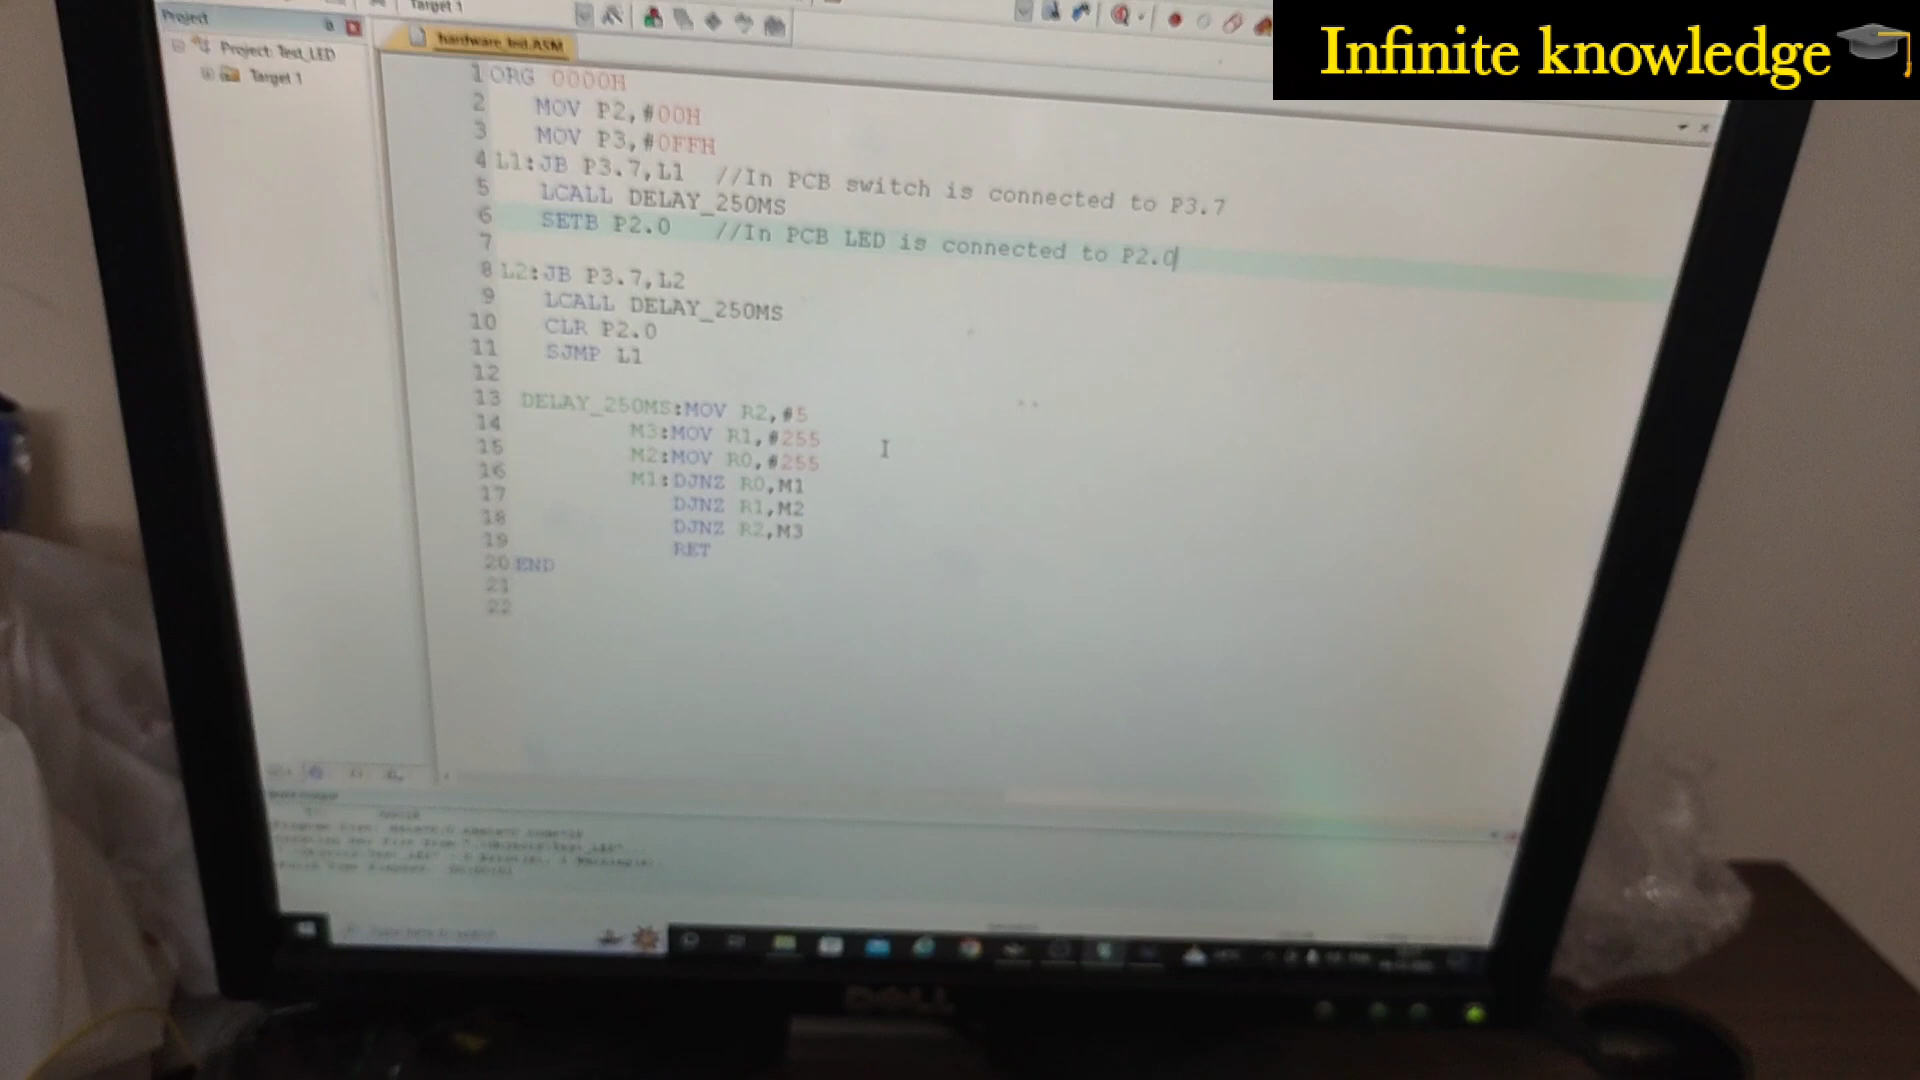 Target 1
Infinite knowledge
Project
Project: Test_LED
Target 1
hardware_led.ASM
1 ORG 0000H
2 MOV P2,#00H
3 MOV P3,#0FFH
4 L1:JB P3.7,L1 //In PCB switch is connected to P3.7
5 LCALL DELAY_250MS
6 SETB P2.0 //In PCB LED is connected to P2.0
7
8 L2:JB P3.7,L2
9 LCALL DELAY_250MS
10 CLR P2.0
11 SJMP L1
12
13 DELAY_250MS:MOV R2,#5
14 M3:MOV R1,#255
15 M2:MOV R0,#255
16 M1:DJNZ R0,M1
17 DJNZ R1,M2
18 DJNZ R2,M3
19 RET
20 END
21
22
DELL